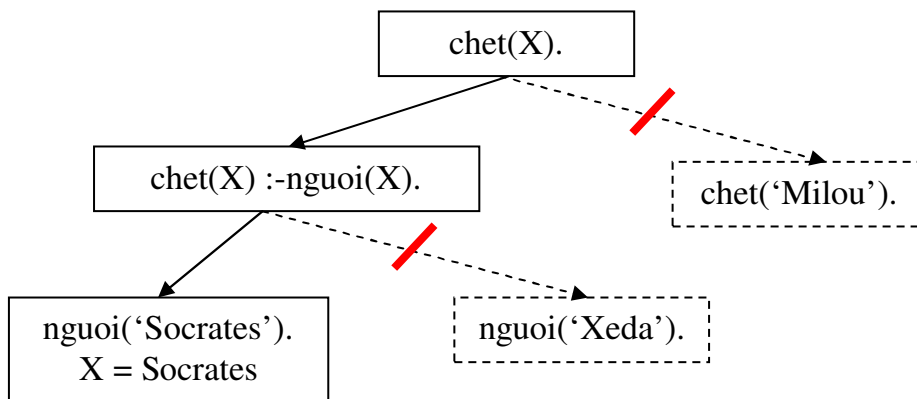 chet(X).
chet(X) :-nguoi(X).
chet(‘Milou’).
nguoi(‘Socrates’).
X = Socrates
nguoi(‘Xeda’).